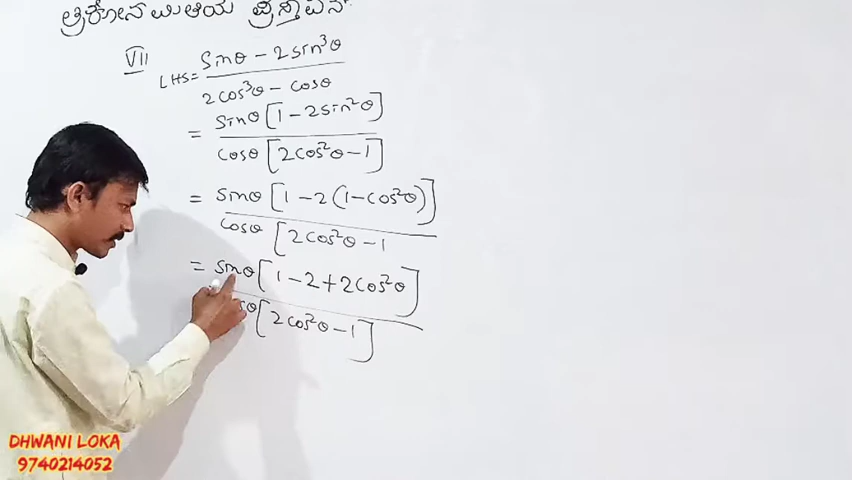 ತ್ರಿಕೋನಮಿತಿಯ ಪ್ರಸ್ತಾವನೆ
VII
LHS = (sinθ − 2sin³θ) / (2cos³θ − cosθ)
= sinθ[1 − 2sin²θ] / cosθ[2cos²θ − 1]
= sinθ[1 − 2(1 − cos²θ)] / cosθ[2cos²θ − 1
= sinθ[1 − 2 + 2cos²θ] / [2cos²θ − 1]
DHWANI LOKA
9740214052